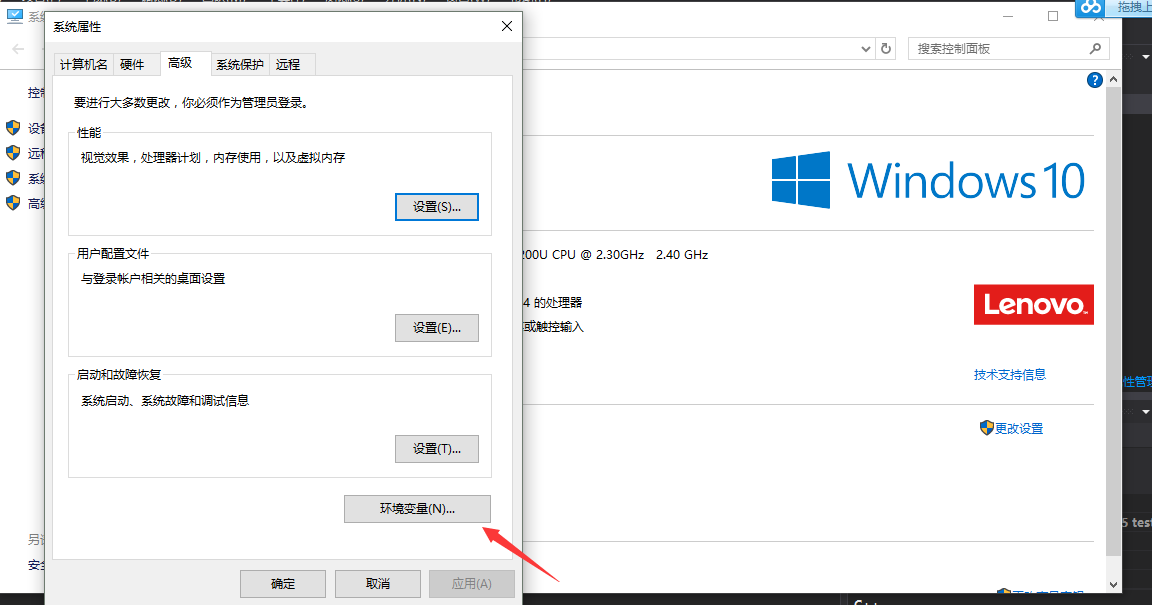 系统属性
计算机名 硬件 高级 系统保护 远程
要进行大多数更改，你必须作为管理员登录。
性能
视觉效果，处理器计划，内存使用，以及虚拟内存
设置(S)...
用户配置文件
与登录帐户相关的桌面设置
设置(E)...
启动和故障恢复
系统启动、系统故障和调试信息
设置(T)...
环境变量(N)...
确定 取消 应用(A)
拖拽上
搜索控制面板
?
Windows 10
200U CPU @ 2.30GHz 2.40 GHz
4 的处理器
或触控输入
Lenovo
技术支持信息
更改设置
性管理
5 test